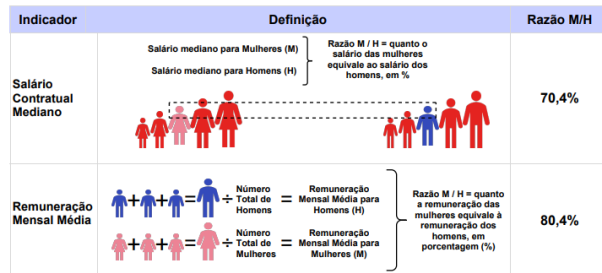 Indicador
Definição
Razão M/H
Salário
Contratual
Mediano
Salário mediano para Mulheres (M)
Salário mediano para Homens (H)
Razão M / H = quanto o
salário das mulheres
equivale ao salário dos
homens, em %
70,4%
Remuneração
Mensal Média
+ + = ÷
Número
Total de
Homens
=
Remuneração
Mensal Média para
Homens (H)
+ + = ÷
Número
Total de
Mulheres
=
Remuneração
Mensal Média para
Mulheres (M)
Razão M / H = quanto
a remuneração das
mulheres equivale à
remuneração dos
homens, em
porcentagem (%)
80,4%